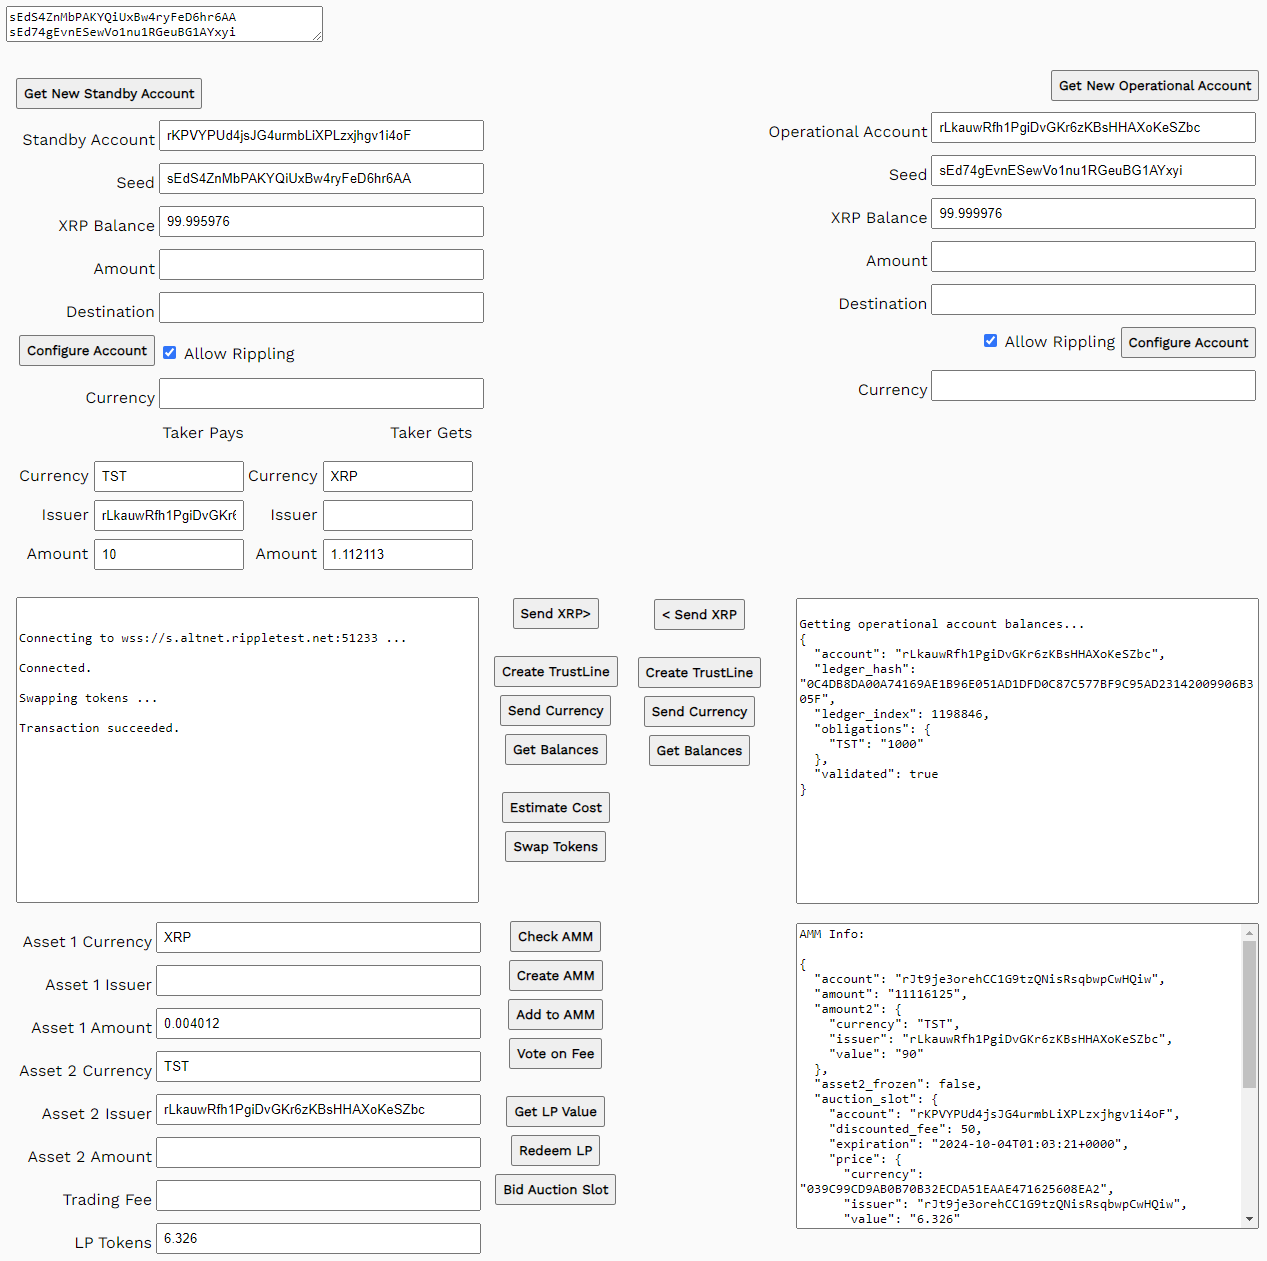 sEdS4ZnMbPAKYQiUxBw4ryFeD6hr6AA
sEd74gEvnESewVo1nu1RGeuBG1AYxyi
Get New Standby Account
Get New Operational Account
Standby Account rKPVYPUd4jsJG4urmbLiXPLzxjhgv1i4oF
Operational Account rLkauwRfh1PgiDvGKr6zKBsHHAXoKeSZbc
Seed sEdS4ZnMbPAKYQiUxBw4ryFeD6hr6AA
Seed sEd74gEvnESewVo1nu1RGeuBG1AYxyi
XRP Balance 99.995976
XRP Balance 99.999976
Amount
Amount
Destination
Destination
Configure Account Allow Rippling
Allow Rippling Configure Account
Currency
Currency
Taker Pays Taker Gets
Currency TST Currency XRP
Issuer rLkauwRfh1PgiDvGKr6 Issuer
Amount 10 Amount 1.112113
Connecting to wss://s.altnet.rippletest.net:51233 ...
Connected.
Swapping tokens ...
Transaction succeeded.
Send XRP>
< Send XRP
Create TrustLine
Create TrustLine
Send Currency
Send Currency
Get Balances
Get Balances
Estimate Cost
Swap Tokens
Getting operational account balances...
{
"account": "rLkauwRfh1PgiDvGKr6zKBsHHAXoKeSZbc",
"ledger_hash":
"0C4DB8DA00A74169AE1B96E051AD1DFD0C87C577BF9C95AD23142009906B3
05F",
"ledger_index": 1198846,
"obligations": {
"TST": "1000"
},
"validated": true
}
Asset 1 Currency XRP
Asset 1 Issuer
Asset 1 Amount 0.004012
Asset 2 Currency TST
Asset 2 Issuer rLkauwRfh1PgiDvGKr6zKBsHHAXoKeSZbc
Asset 2 Amount
Trading Fee
LP Tokens 6.326
Check AMM
Create AMM
Add to AMM
Vote on Fee
Get LP Value
Redeem LP
Bid Auction Slot
AMM Info:
{
"account": "rJt9je3orehCC1G9tzQNisRsqbwpCwHQiw",
"amount": "11116125",
"amount2": {
"currency": "TST",
"issuer": "rLkauwRfh1PgiDvGKr6zKBsHHAXoKeSZbc",
"value": "90"
},
"asset2_frozen": false,
"auction_slot": {
"account": "rKPVYPUd4jsJG4urmbLiXPLzxjhgv1i4oF",
"discounted_fee": 50,
"expiration": "2024-10-04T01:03:21+0000",
"price": {
"currency":
"039C99CD9AB0B70B32ECDA51EAAE471625608EA2",
"issuer": "rJt9je3orehCC1G9tzQNisRsqbwpCwHQiw",
"value": "6.326"